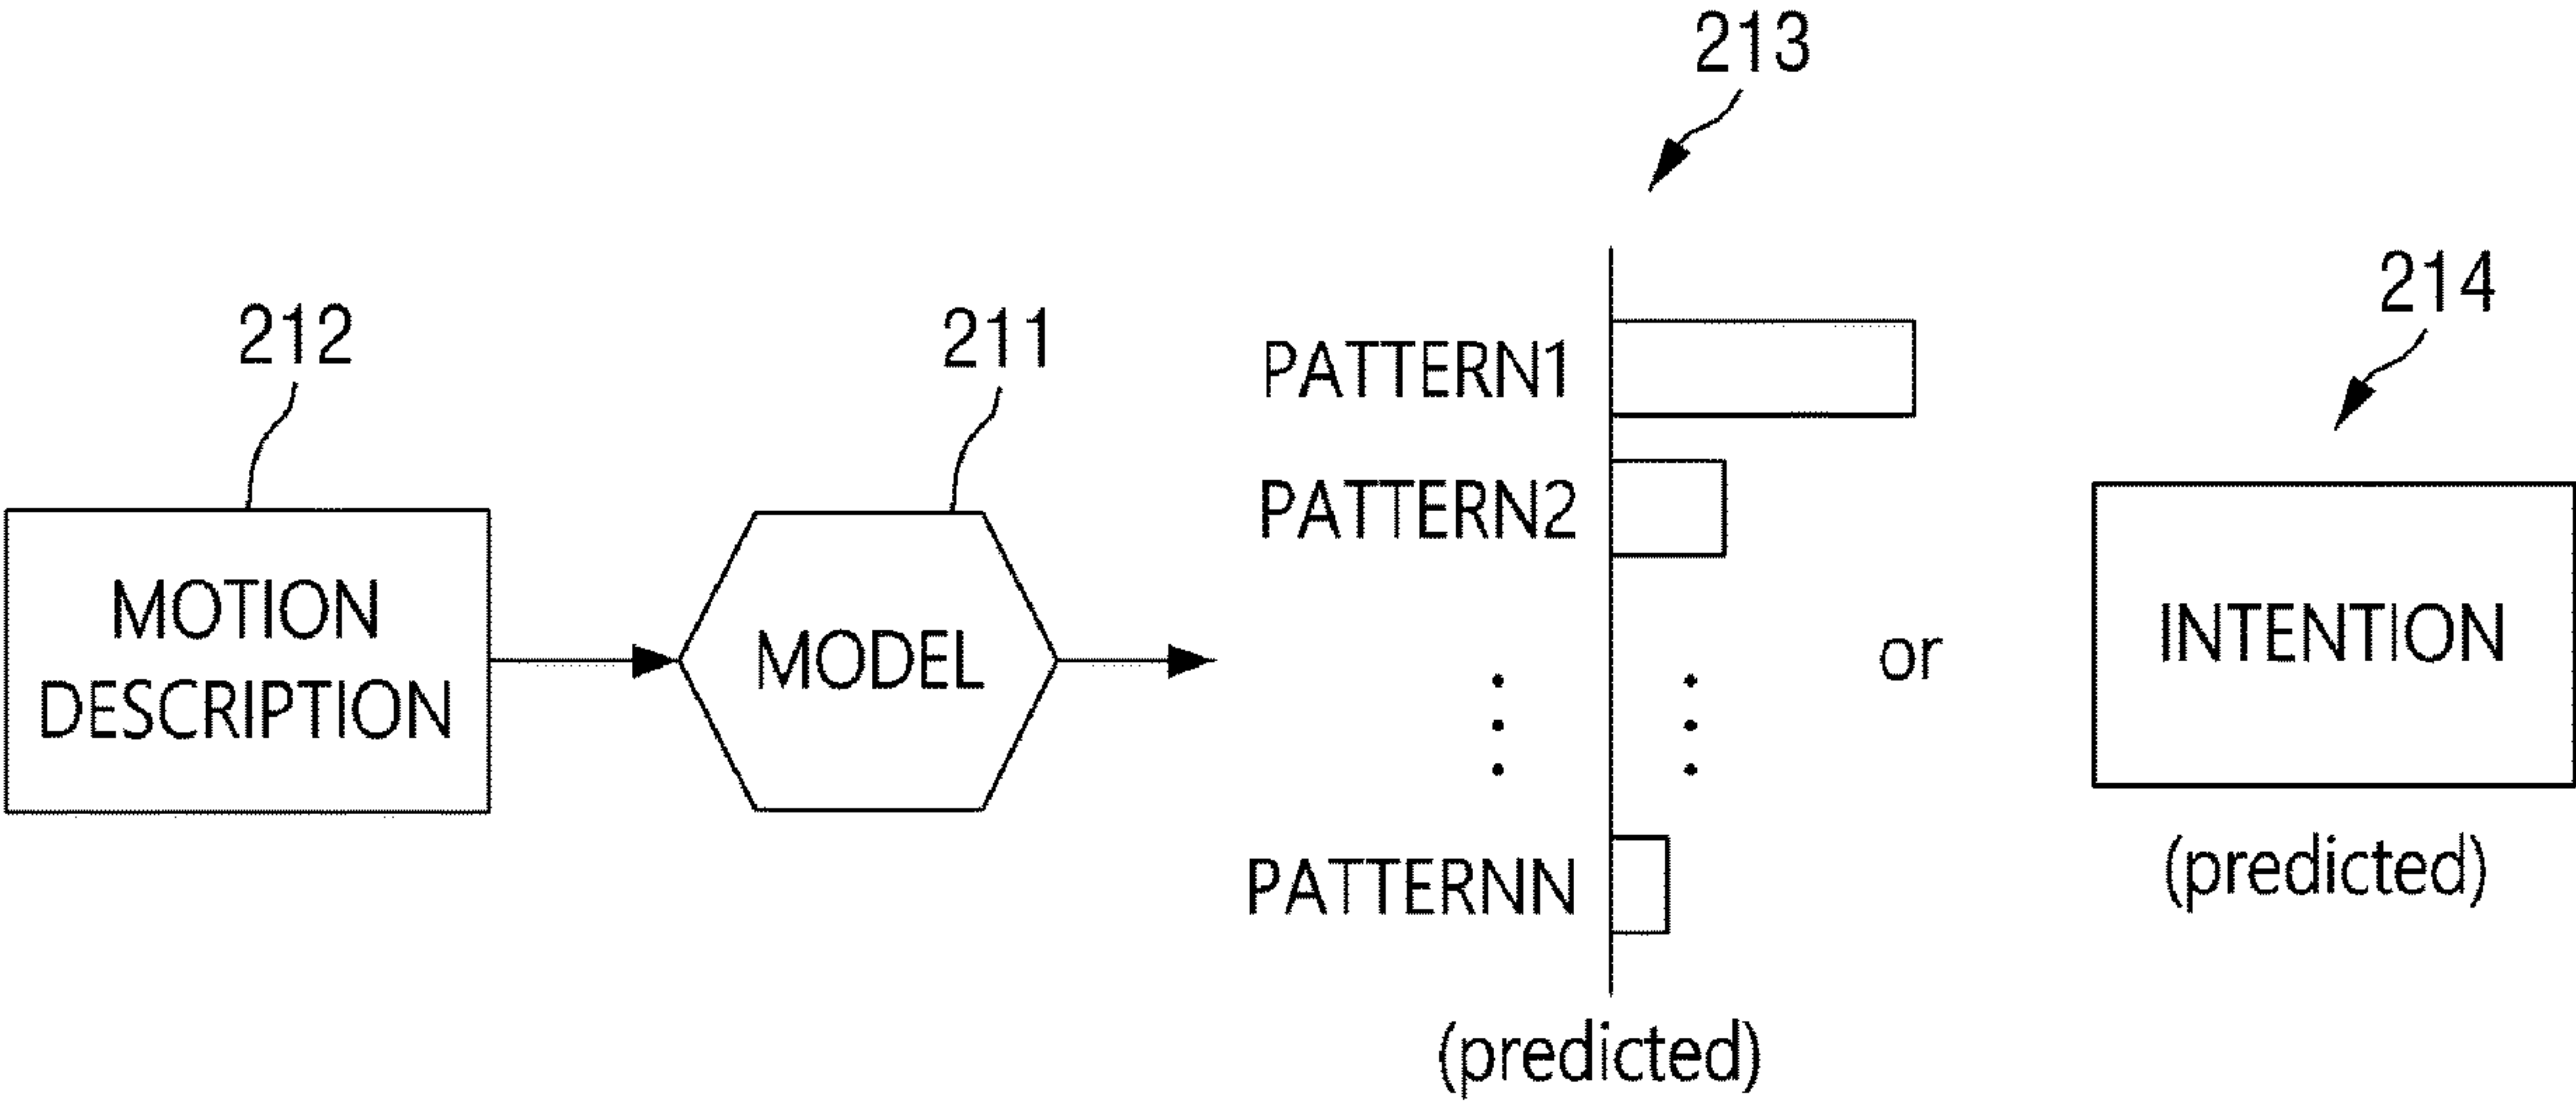 213
214
212
211
PATTERN1
PATTERN2
MOTION
DESCRIPTION
MODEL
or
INTENTION
PATTERNN
(predicted)
(predicted)